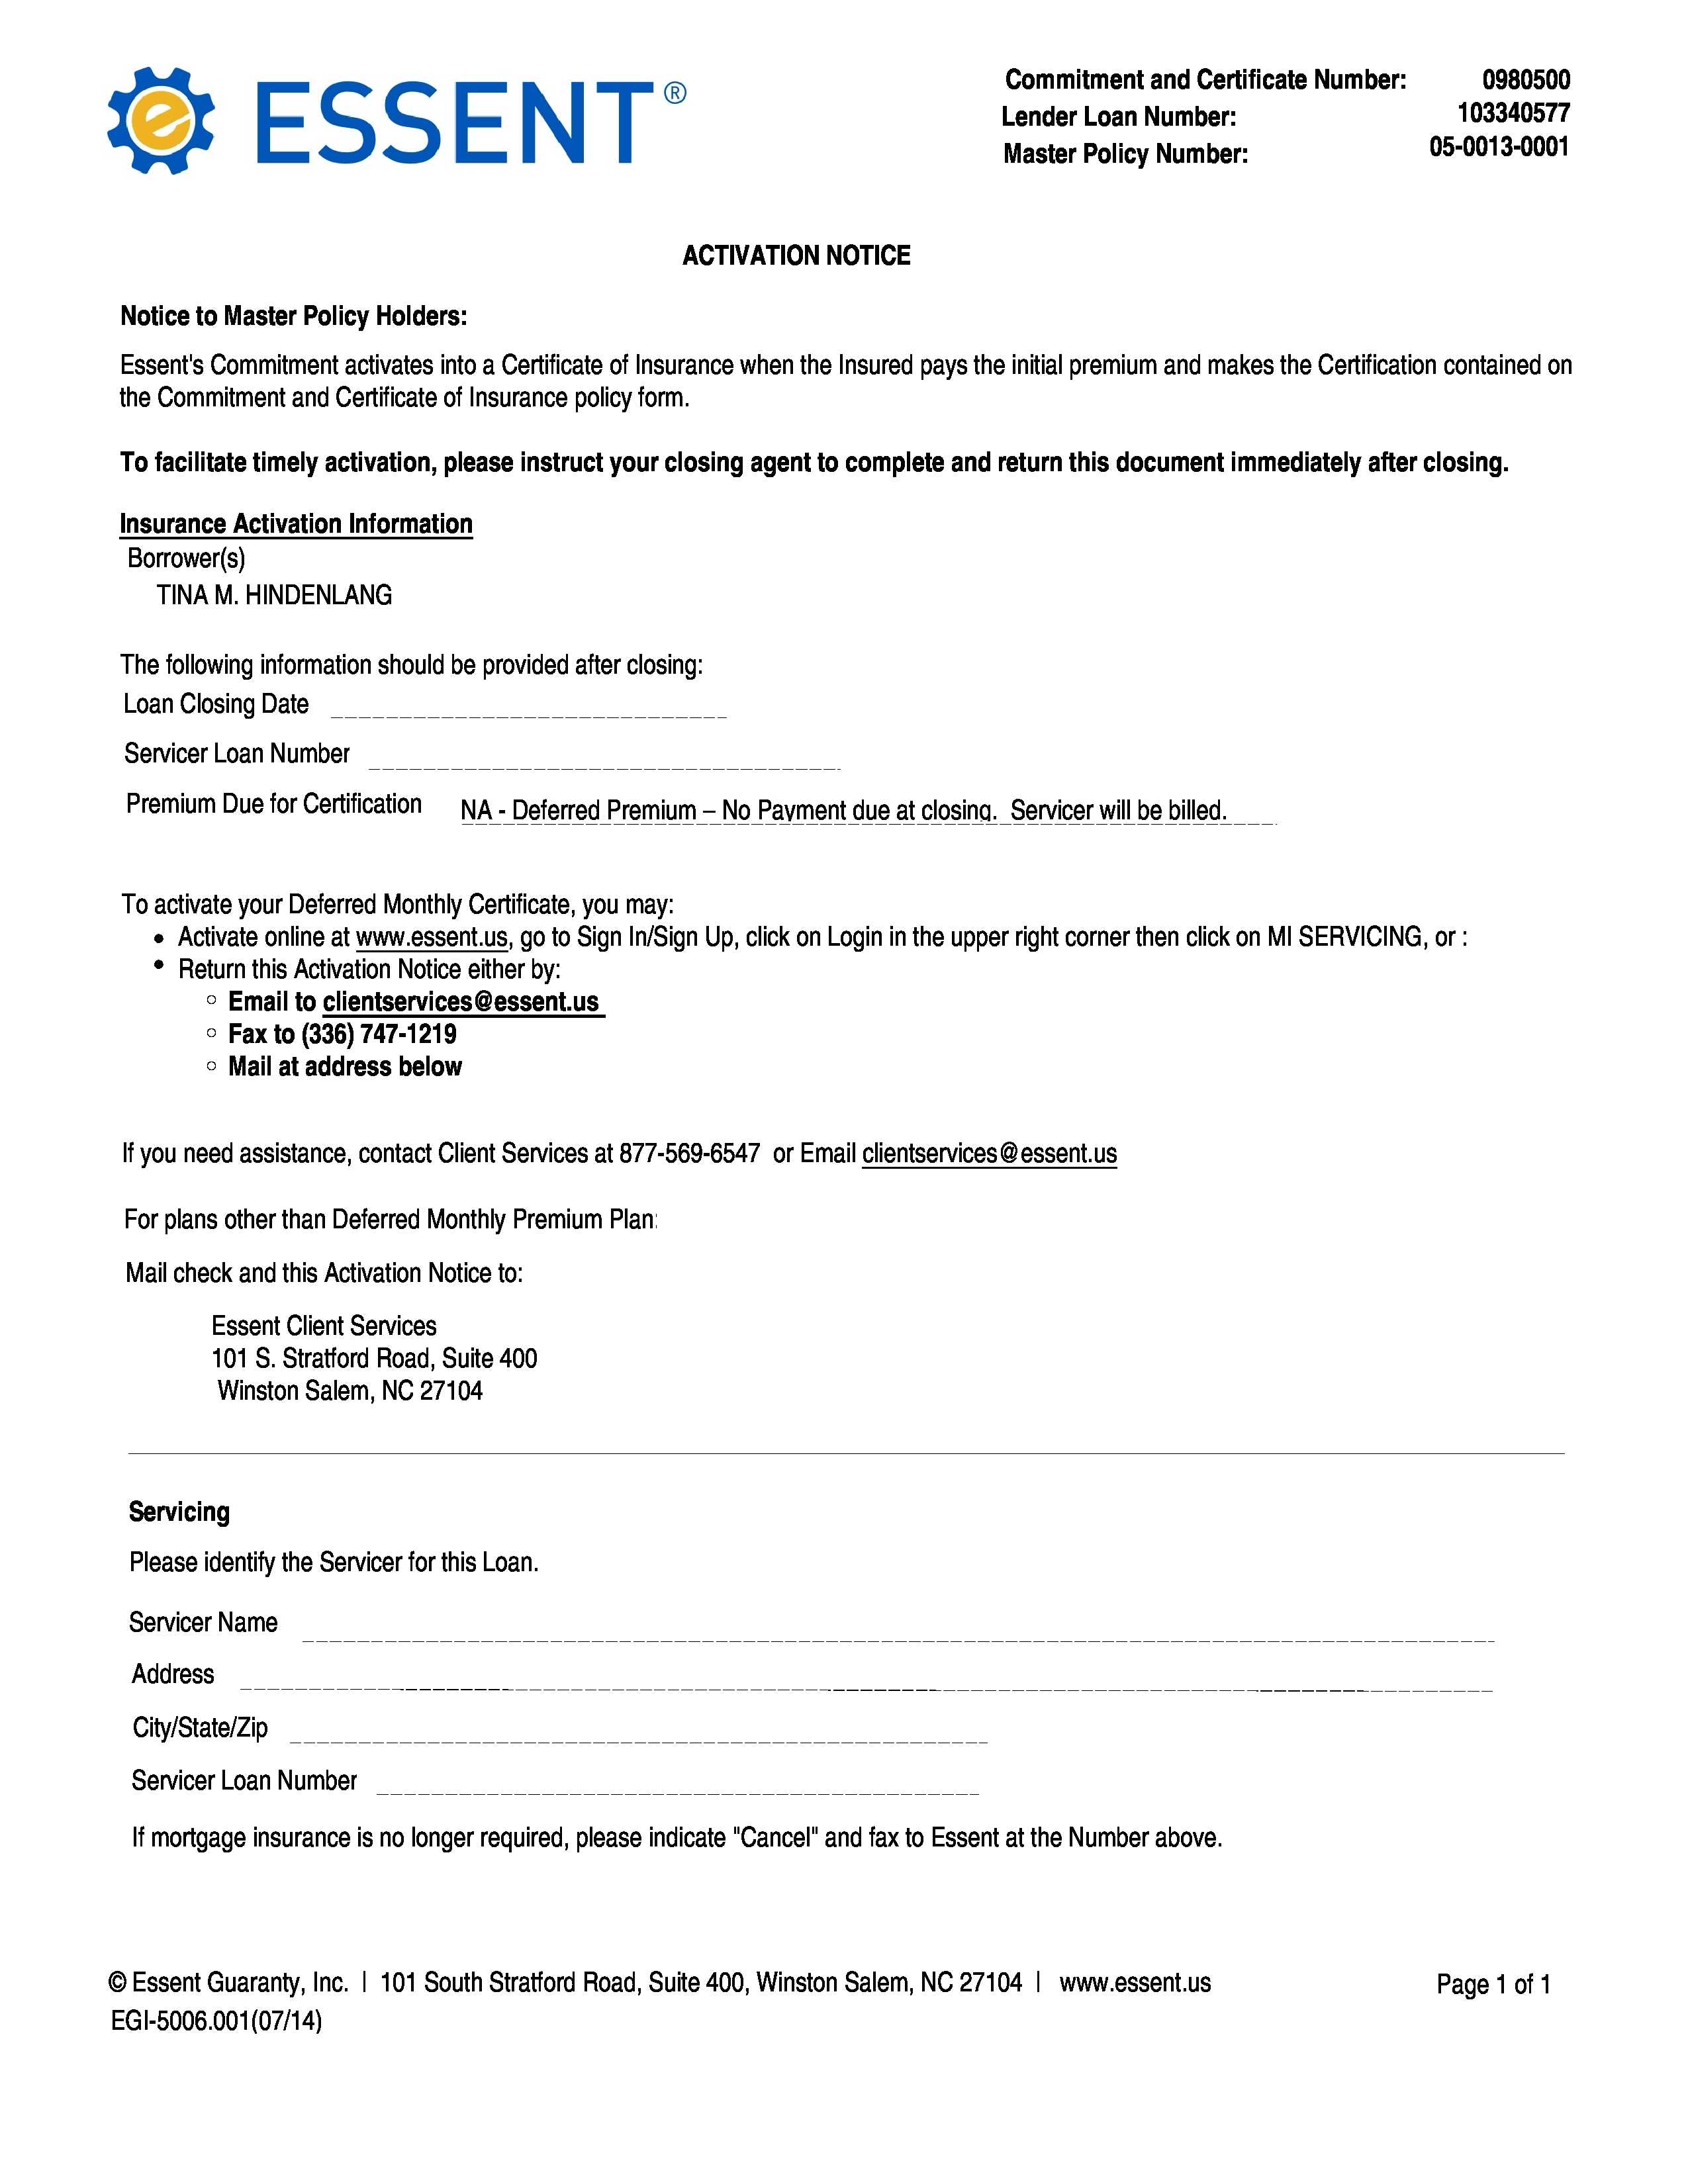 ESSENT®
Commitment and Certificate Number: 0980500
Lender Loan Number: 103340577
Master Policy Number: 05-0013-0001
ACTIVATION NOTICE
Notice to Master Policy Holders:
Essent's Commitment activates into a Certificate of Insurance when the Insured pays the initial premium and makes the Certification contained on
the Commitment and Certificate of Insurance policy form.
To facilitate timely activation, please instruct your closing agent to complete and return this document immediately after closing.
Insurance Activation Information
Borrower(s)
TINA M. HINDENLANG
The following information should be provided after closing:
Loan Closing Date
Servicer Loan Number
Premium Due for Certification NA - Deferred Premium – No Payment due at closing. Servicer will be billed.
To activate your Deferred Monthly Certificate, you may:
• Activate online at www.essent.us, go to Sign In/Sign Up, click on Login in the upper right corner then click on MI SERVICING, or :
• Return this Activation Notice either by:
○ Email to clientservices@essent.us
○ Fax to (336) 747-1219
○ Mail at address below
If you need assistance, contact Client Services at 877-569-6547 or Email clientservices@essent.us
For plans other than Deferred Monthly Premium Plan:
Mail check and this Activation Notice to:
Essent Client Services
101 S. Stratford Road, Suite 400
Winston Salem, NC 27104
Servicing
Please identify the Servicer for this Loan.
Servicer Name
Address
City/State/Zip
Servicer Loan Number
If mortgage insurance is no longer required, please indicate "Cancel" and fax to Essent at the Number above.
© Essent Guaranty, Inc. | 101 South Stratford Road, Suite 400, Winston Salem, NC 27104 | www.essent.us
Page 1 of 1
EGI-5006.001(07/14)